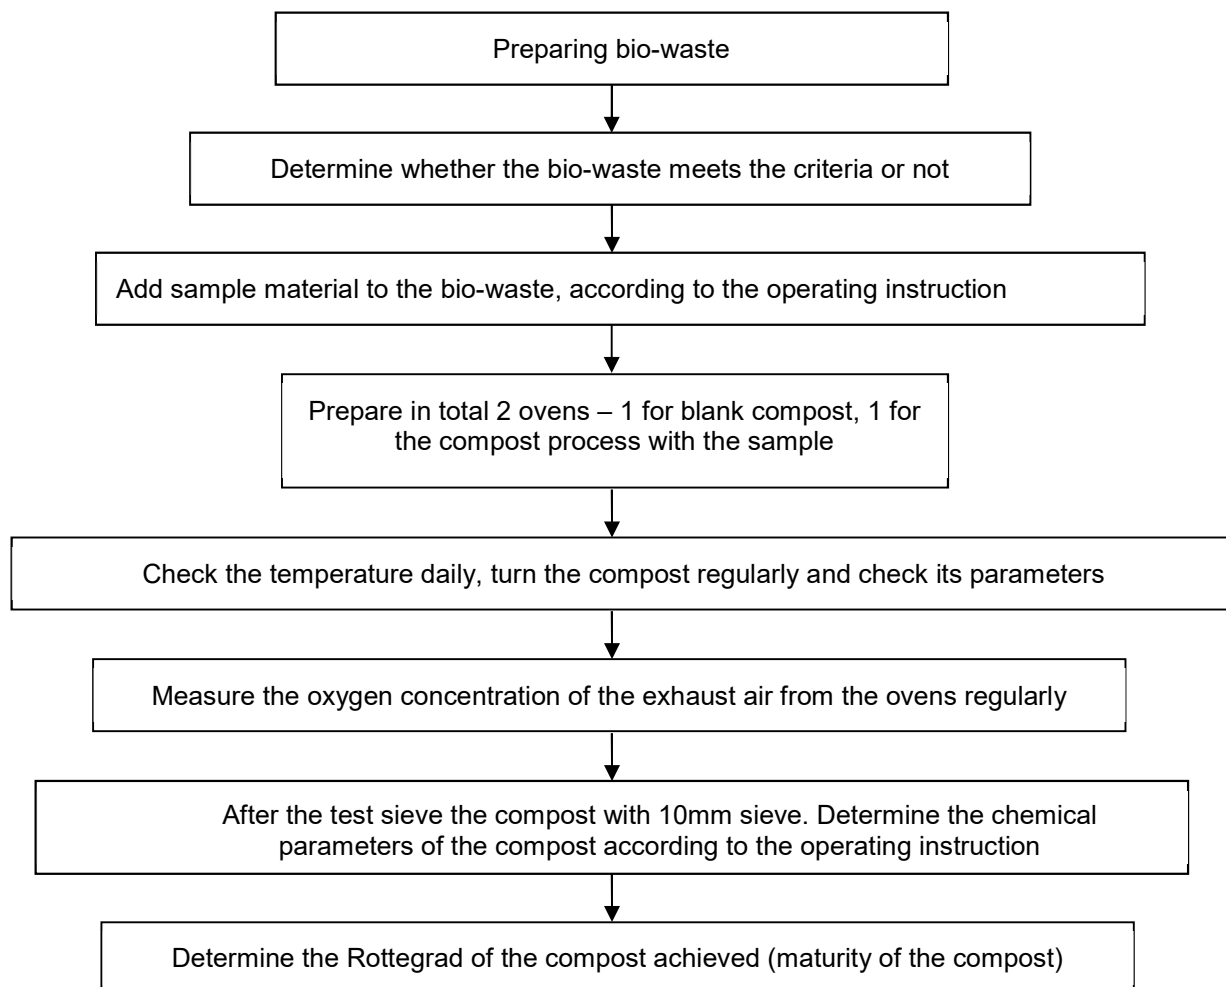 Preparing bio-waste
Determine whether the bio-waste meets the criteria or not
Add sample material to the bio-waste, according to the operating instruction
Prepare in total 2 ovens – 1 for blank compost, 1 for
the compost process with the sample
Check the temperature daily, turn the compost regularly and check its parameters
Measure the oxygen concentration of the exhaust air from the ovens regularly
After the test sieve the compost with 10mm sieve. Determine the chemical
parameters of the compost according to the operating instruction
Determine the Rottegrad of the compost achieved (maturity of the compost)